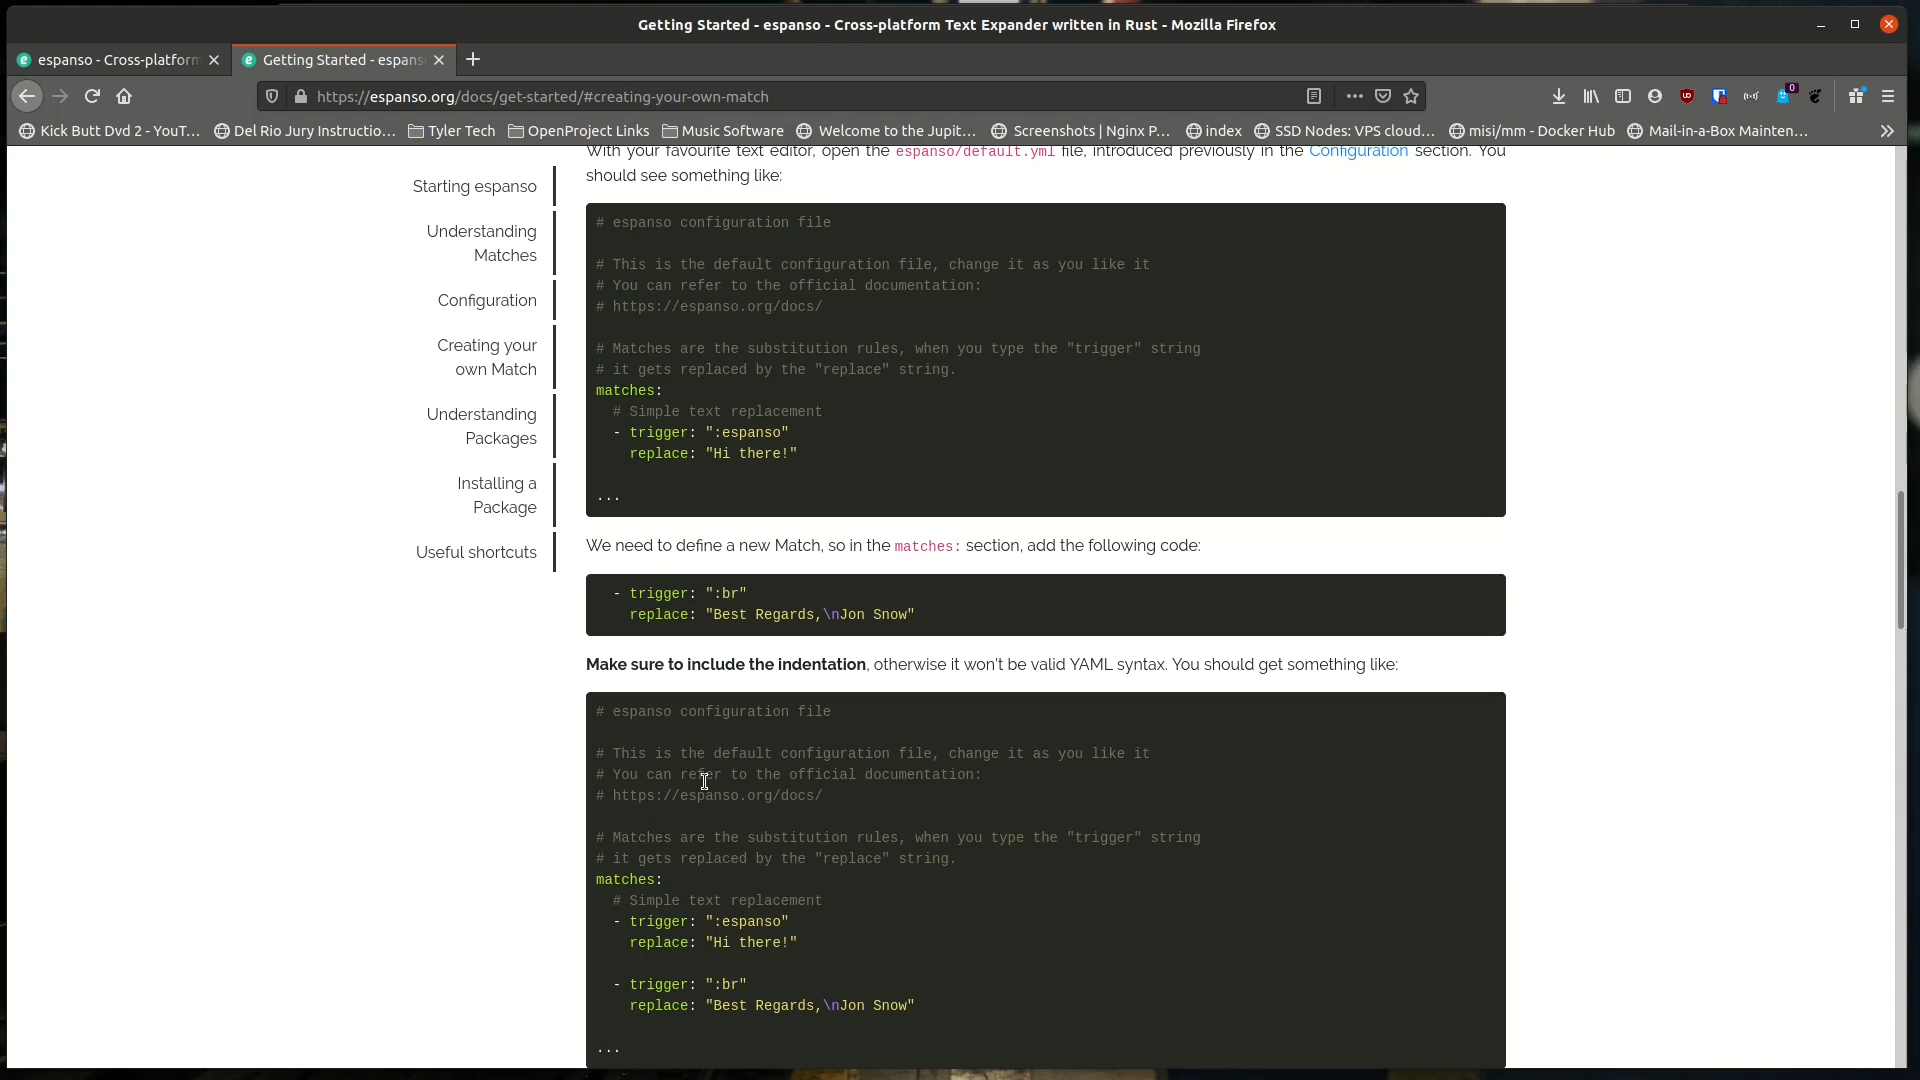 Getting Started - espanso - Cross-platform Text Expander written in Rust - Mozilla Firefox
espanso - Cross-platform
Getting Started - espans
https://espanso.org/docs/get-started/#creating-your-own-match
0
Kick Butt Dvd 2 - YouT...
Del Rio Jury Instructio...
Tyler Tech
OpenProject Links
Music Software
Welcome to the Jupit...
Screenshots | Nginx P...
index
SSD Nodes: VPS cloud...
misi/mm - Docker Hub
Mail-in-a-Box Mainten...
Starting espanso
Understanding
Matches
Configuration
Creating your
own Match
Understanding
Packages
Installing a
Package
Useful shortcuts
With your favourite text editor, open the espanso/default.yml file, introduced previously in the Configuration section. You
should see something like:
# espanso configuration file
# This is the default configuration file, change it as you like it
# You can refer to the official documentation:
# https://espanso.org/docs/
# Matches are the substitution rules, when you type the "trigger" string
# it gets replaced by the "replace" string.
matches:
  # Simple text replacement
  - trigger: ":espanso"
    replace: "Hi there!"
...
We need to define a new Match, so in the matches: section, add the following code:
  - trigger: ":br"
    replace: "Best Regards,\nJon Snow"
Make sure to include the indentation, otherwise it won't be valid YAML syntax. You should get something like:
# espanso configuration file
# This is the default configuration file, change it as you like it
# You can refer to the official documentation:
# https://espanso.org/docs/
# Matches are the substitution rules, when you type the "trigger" string
# it gets replaced by the "replace" string.
matches:
  # Simple text replacement
  - trigger: ":espanso"
    replace: "Hi there!"
  - trigger: ":br"
    replace: "Best Regards,\nJon Snow"
...